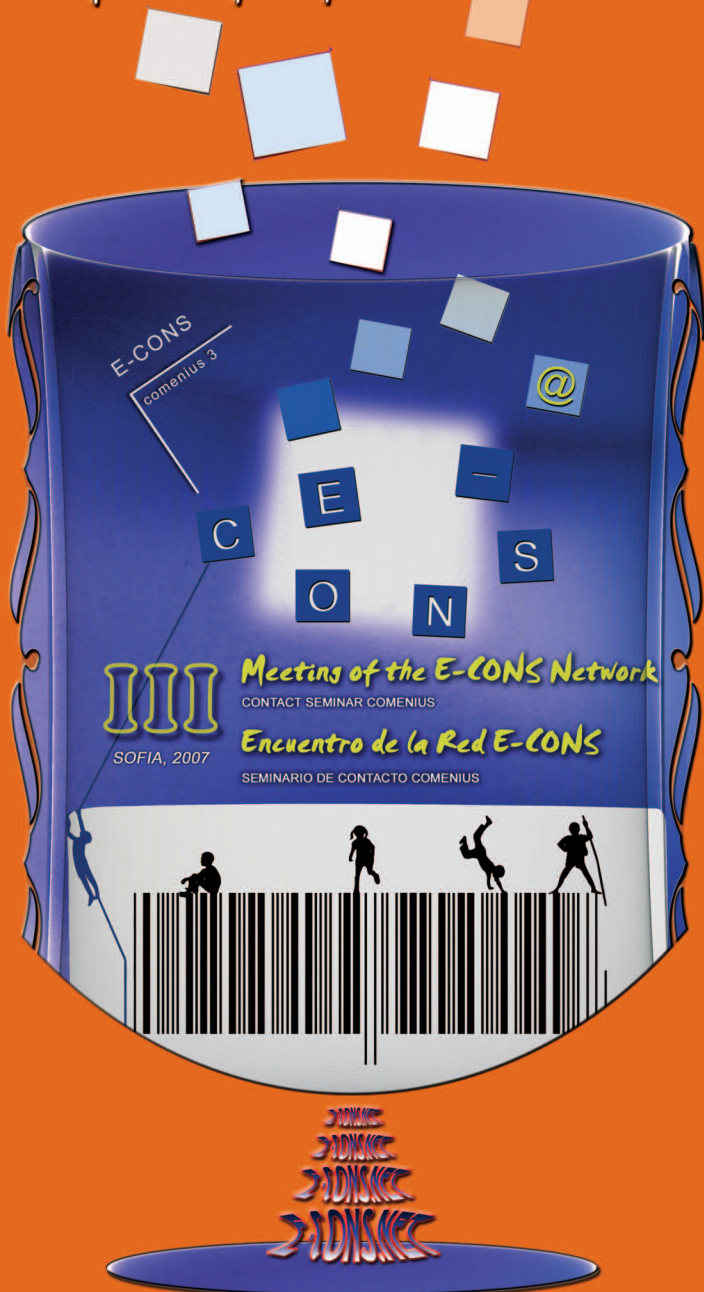 E-CONS
comenius 3
@
E –
C S
O N
III
Meeting of the E-CONS Network
CONTACT SEMINAR COMENIUS
SOFIA, 2007
Encuentro de la Red E-CONS
SEMINARIO DE CONTACTO COMENIUS